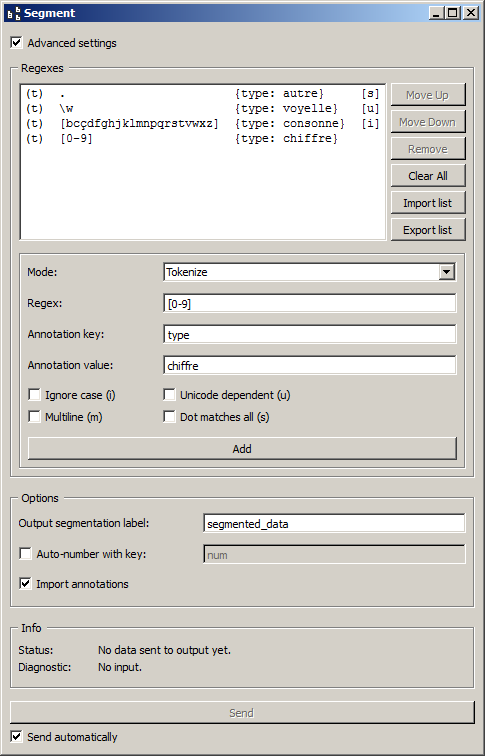 Segment
Advanced settings
Regexes
(t) . {type: autre} [s]
(t) \w {type: voyelle} [u]
(t) [bcçdfghjklmnpqrstvwxz] {type: consonne} [i]
(t) [0-9] {type: chiffre}
Move Up
Move Down
Remove
Clear All
Import list
Export list
Mode: Tokenize
Regex: [0-9]
Annotation key: type
Annotation value: chiffre
Ignore case (i) Unicode dependent (u)
Multiline (m) Dot matches all (s)
Add
Options
Output segmentation label: segmented_data
Auto-number with key: num
Import annotations
Info
Status: No data sent to output yet.
Diagnostic: No input.
Send
Send automatically